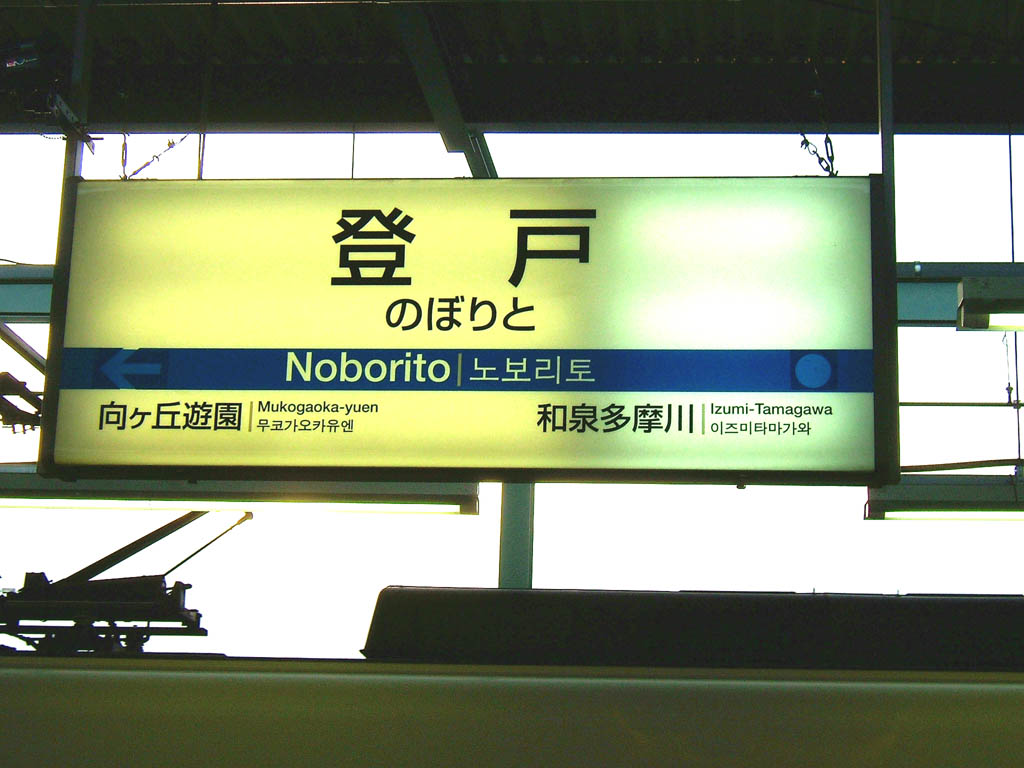 登戸
のぼりと
Noborito | 노보리토
向ヶ丘遊園 | Mukogaoka-yuen
무코가오카유엔
和泉多摩川 | Izumi-Tamagawa
이즈미타마가와